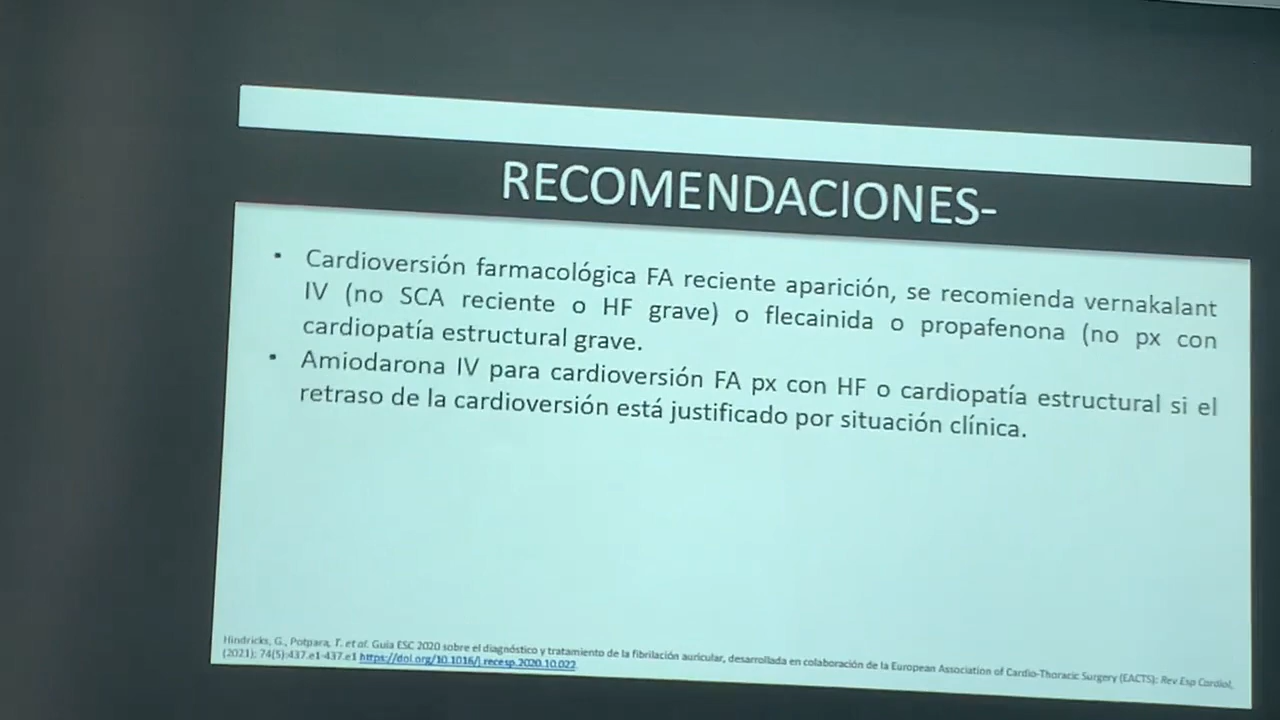 RECOMENDACIONES-
• Cardioversión farmacológica FA reciente aparición, se recomienda vernakalant
IV (no SCA reciente o HF grave) o flecainida o propafenona (no px con
cardiopatía estructural grave.
• Amiodarona IV para cardioversión FA px con HF o cardiopatía estructural si el
retraso de la cardioversión está justificado por situación clínica.
Hindricks, G., Potpara, T. et al. Guía ESC 2020 sobre el diagnóstico y tratamiento de la fibrilación auricular, desarrollada en colaboración de la European Association of Cardio-Thoracic Surgery (EACTS): Rev Esp Cardiol,
(2021); 74(5):437.e1-437.e1 https://doi.org/10.1016/j.recesp.2020.10.022